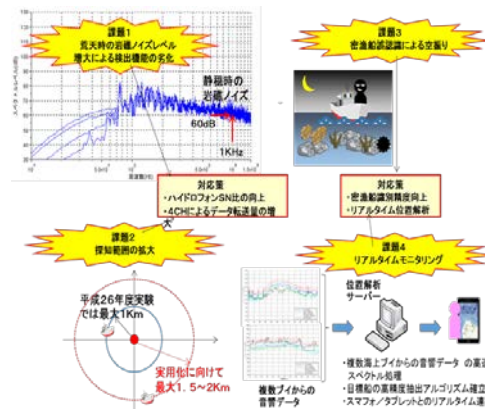 課題1
荒天時の岩礁ノイズレベル
増大による検出機能の劣化
静穏時の
岩礁ノイズ
60dB
1KHz
課題3
密漁船誤認識による空振り
対応策
・ハイドロフォンSN比の向上
・4CHによるデータ転送量の増
大
対応策
・密漁船識別精度向上
・リアルタイム位置解析
課題2
探知範囲の拡大
平成26年度実験
では最大1Km
実用化に向けて
最大1.5~2Km
課題4
リアルタイムモニタリング
位置解析
サーバー
複数ブイからの
音響データ
・複数海上ブイからの音響データ の高速
スペクトル処理
・目標船の高精度抽出アルゴリズム確立
・スマフォ/タブレットとのリアルタイム連